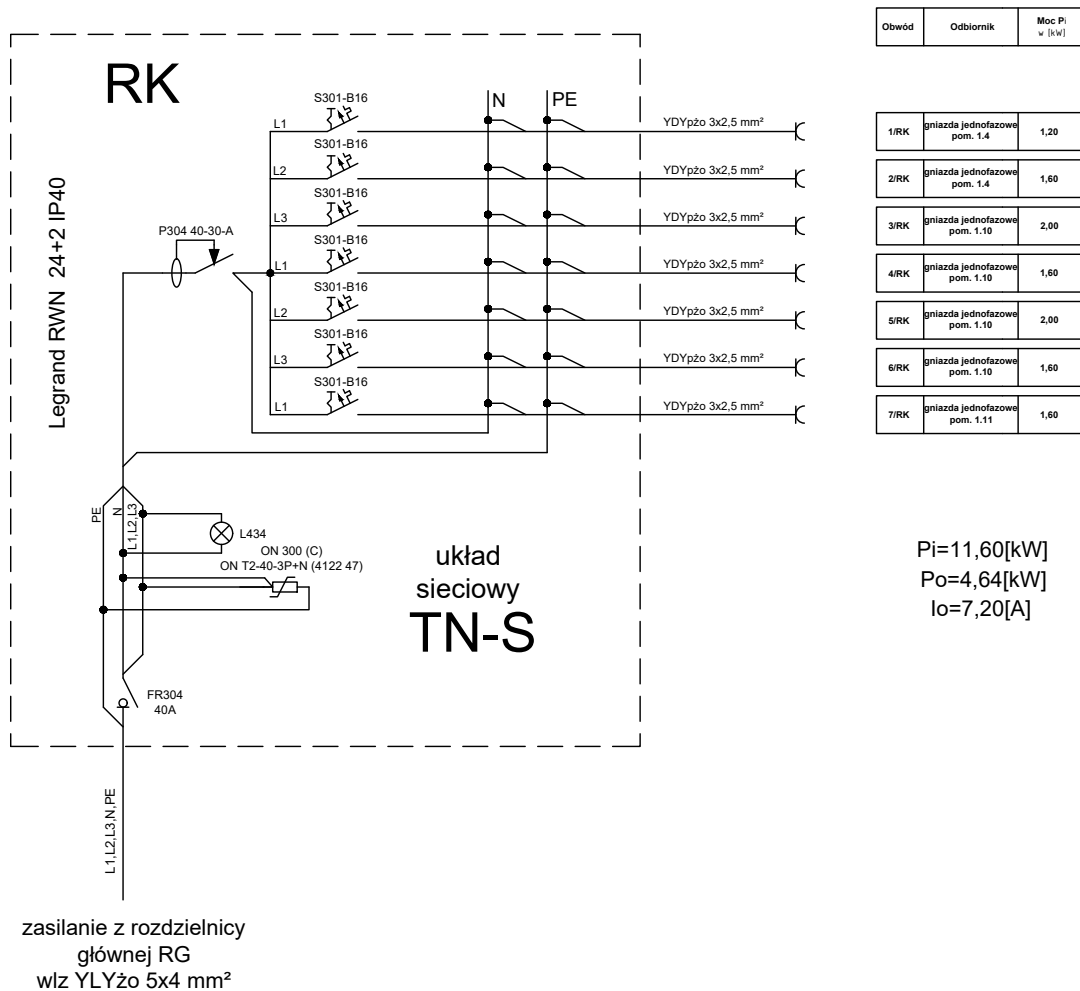 RK
Legrand RWN 24+2 IP40
P304 40-30-A
N
PE
L1
S301-B16
YDYpżo 3x2,5 mm²
L2
S301-B16
YDYpżo 3x2,5 mm²
L3
S301-B16
YDYpżo 3x2,5 mm²
L1
S301-B16
YDYpżo 3x2,5 mm²
L2
S301-B16
YDYpżo 3x2,5 mm²
L3
S301-B16
YDYpżo 3x2,5 mm²
L1
S301-B16
YDYpżo 3x2,5 mm²
Obwód Odbiornik Moc Pi
w [kW]
1/RK gniazda jednofazowe 1,20
pom. 1.4
2/RK gniazda jednofazowe 1,60
pom. 1.4
3/RK gniazda jednofazowe 2,00
pom. 1.10
4/RK gniazda jednofazowe 1,60
pom. 1.10
5/RK gniazda jednofazowe 2,00
pom. 1.10
6/RK gniazda jednofazowe 1,60
pom. 1.10
7/RK gniazda jednofazowe 1,60
pom. 1.11
PE
N
L1,L2,L3
L434
ON 300 (C)
ON T2-40-3P+N (4122 47)
FR304
40A
układ
sieciowy
TN-S
Pi=11,60[kW]
Po=4,64[kW]
Io=7,20[A]
L1,L2,L3,N,PE
zasilanie z rozdzielnicy
głównej RG
wlz YLYżo 5x4 mm²